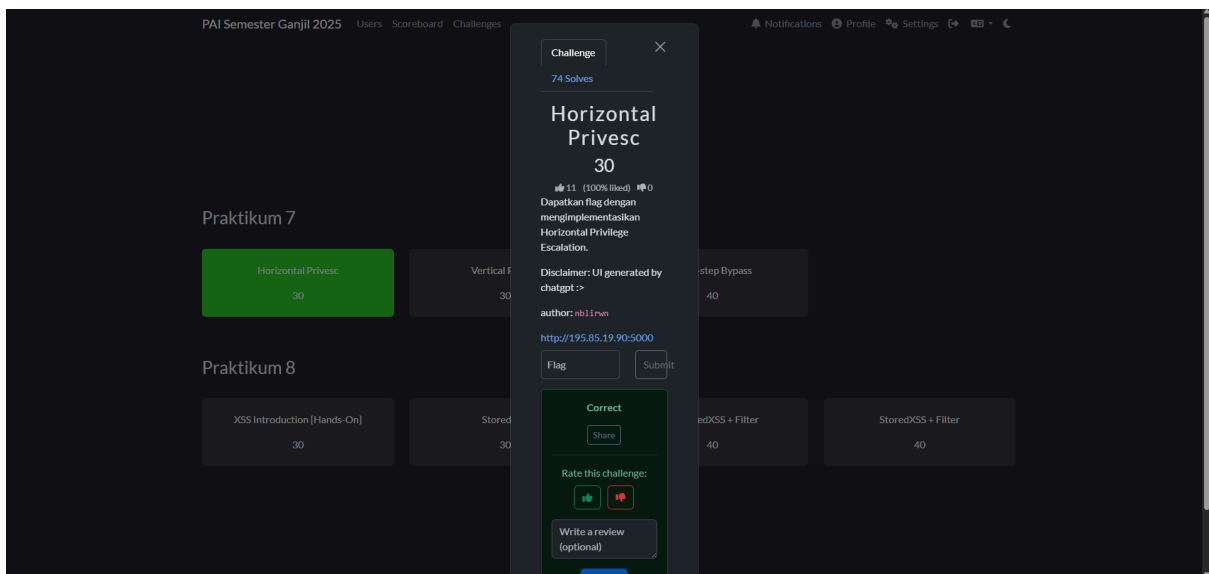 PAI Semester Ganjil 2025 Users Scoreboard Challenges Notifications Profile Settings
Challenge
74 Solves
Horizontal
Privesc
30
11 (100% liked) 0
Dapatkan flag dengan
mengimplementasikan
Horizontal Privilege
Escalation.
Disclaimer: UI generated by
chatgpt :>
author: nblirwn
http://195.85.19.90:5000
Flag Submit
Correct
Share
Rate this challenge:
Write a review
(optional)
Praktikum 7
Horizontal Privesc
30
Vertical P
30
-step Bypass
40
Praktikum 8
XSS Introduction [Hands-On]
30
Stored
30
edXSS + Filter
40
StoredXSS + Filter
40